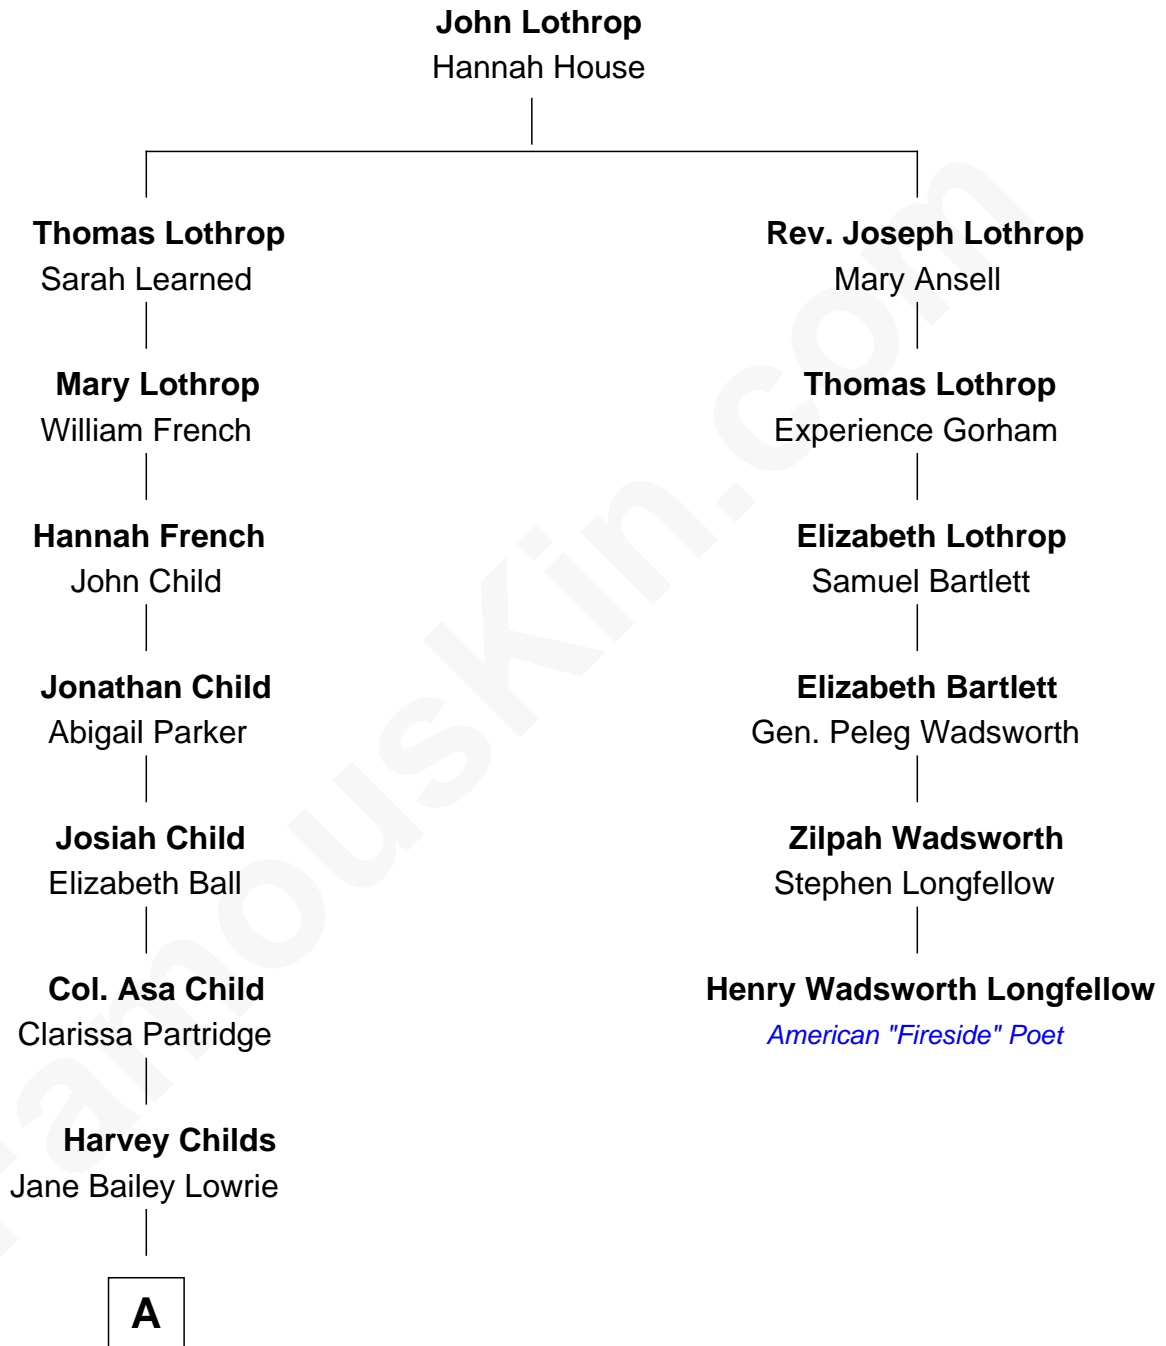 John Lothrop
Hannah House
Thomas Lothrop
Sarah Learned
Mary Lothrop
William French
Hannah French
John Child
Jonathan Child
Abigail Parker
Josiah Child
Elizabeth Ball
Col. Asa Child
Clarissa Partridge
Harvey Childs
Jane Bailey Lowrie
A
Rev. Joseph Lothrop
Mary Ansell
Thomas Lothrop
Experience Gorham
Elizabeth Lothrop
Samuel Bartlett
Elizabeth Bartlett
Gen. Peleg Wadsworth
Zilpah Wadsworth
Stephen Longfellow
Henry Wadsworth Longfellow
American "Fireside" Poet
FamousKin.com